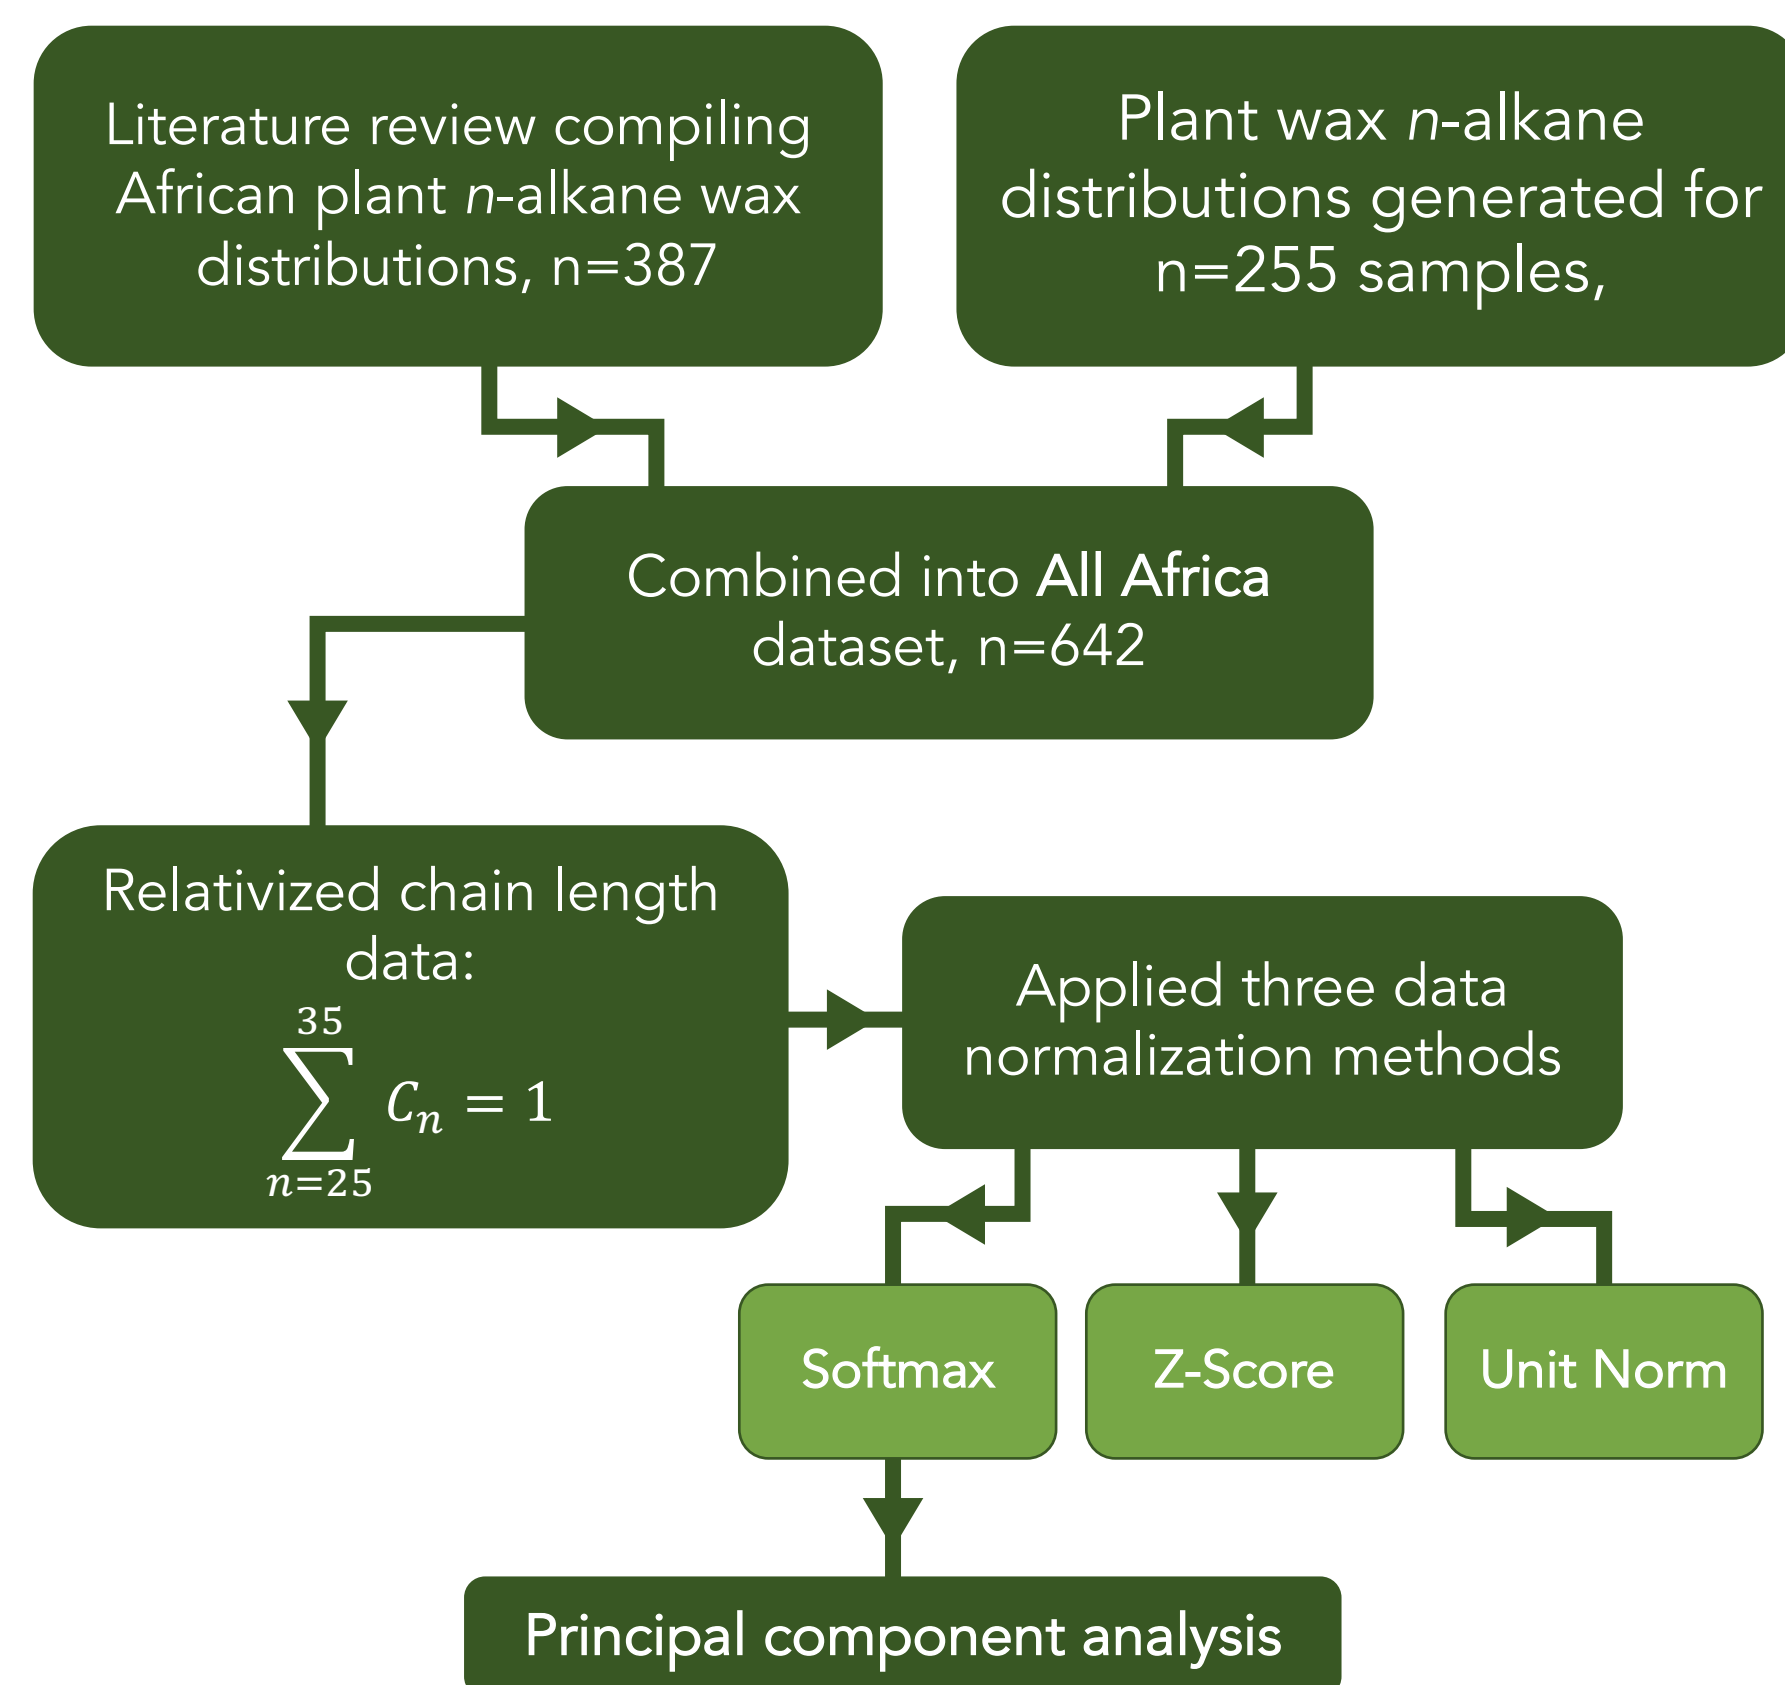 Literature review compiling
African plant n-alkane wax
distributions, n=387
Plant wax n-alkane
distributions generated for
n=255 samples,
Combined into All Africa
dataset, n=642
Relativized chain length
data:
35
∑ Cₙ = 1
n=25
Applied three data
normalization methods
Softmax
Z-Score
Unit Norm
Principal component analysis